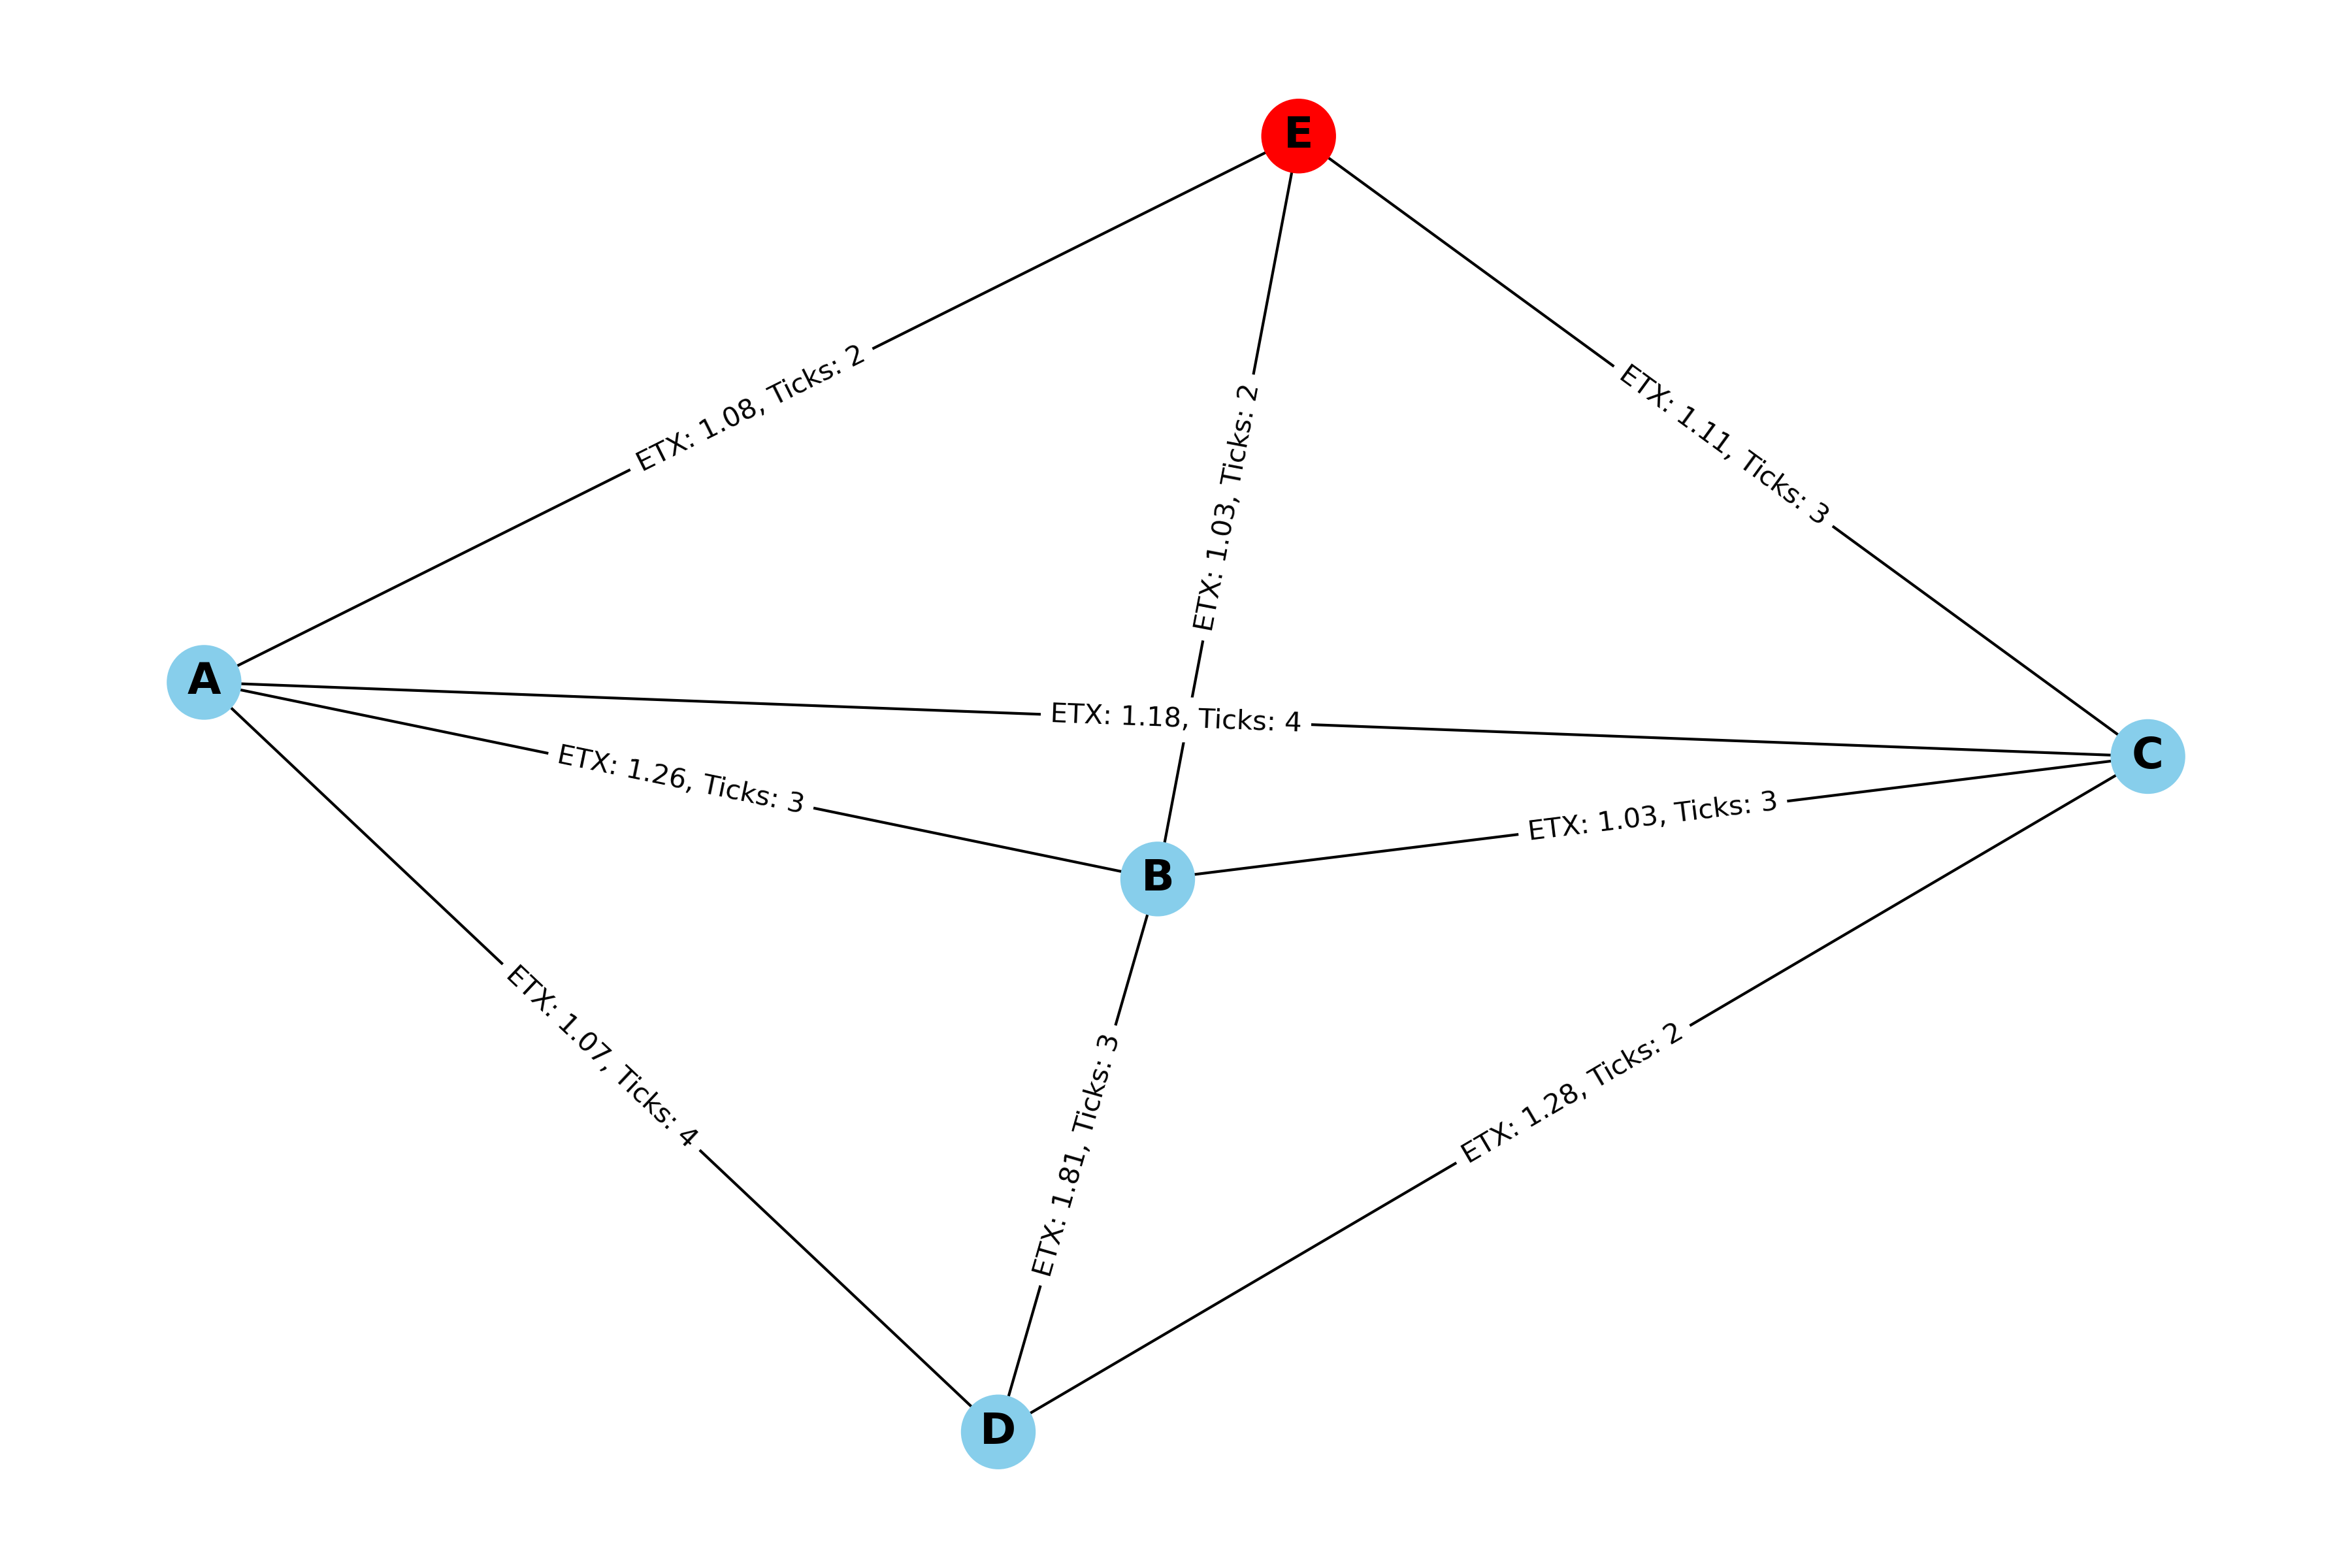 E
ETX: 1.08, Ticks: 2
ETX: 1.03, Ticks: 2
ETX: 1.11, Ticks: 3
A
ETX: 1.18, Ticks: 4
C
ETX: 1.26, Ticks: 3
ETX: 1.03, Ticks: 3
B
ETX: 1.07, Ticks: 4
ETX: 1.81, Ticks: 3
ETX: 1.28, Ticks: 2
D